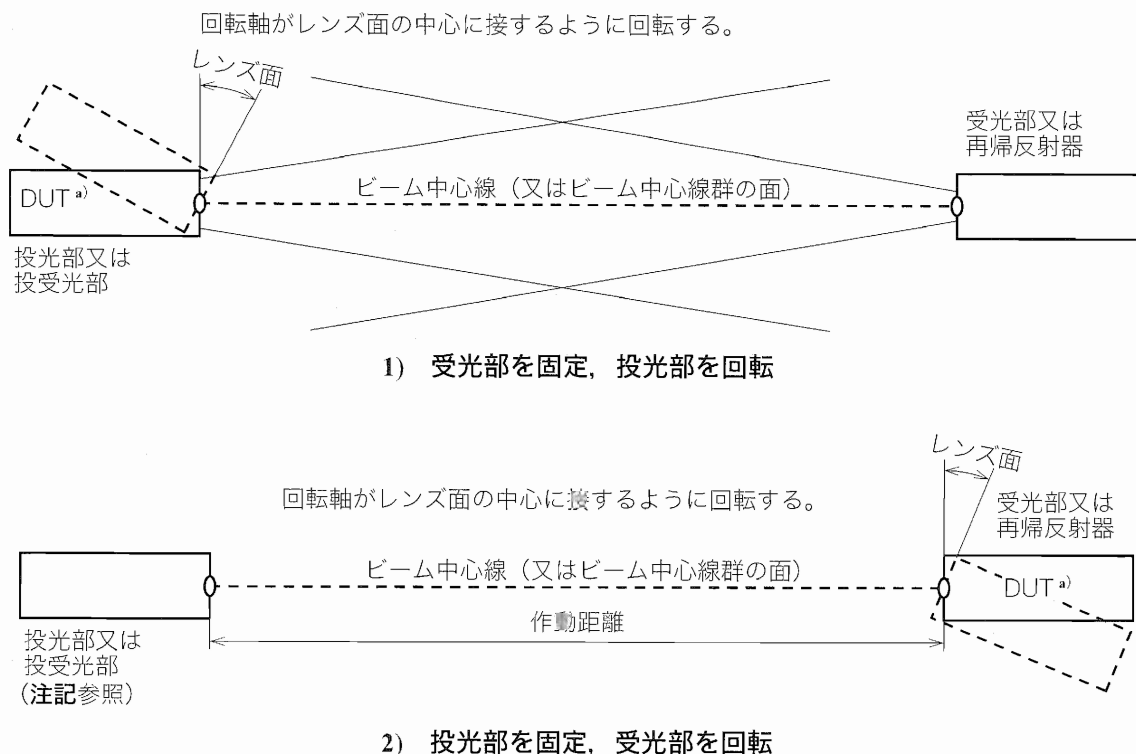 回転軸がレンズ面の中心に接するように回転する。
レンズ面
受光部又は
再帰反射器
ビーム中心線（又はビーム中心線群の面）
DUT a)
投光部又は
投受光部
1) 受光部を固定，投光部を回転
レンズ面
回転軸がレンズ面の中心に接するように回転する。
受光部又は
再帰反射器
ビーム中心線（又はビーム中心線群の面）
DUT a)
作動距離
投光部又は
投受光部
（注記参照）
2) 投光部を固定，受光部を回転